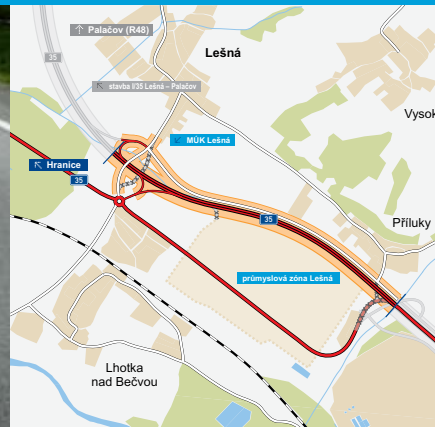 Palačov (R48)
Lešná
35
stavba I/35 Lešná – Palačov
Vysok
MÚK Lešná
Hranice
35
35
Příluky
průmyslová zóna Lešná
Lhotka
nad Bečvou